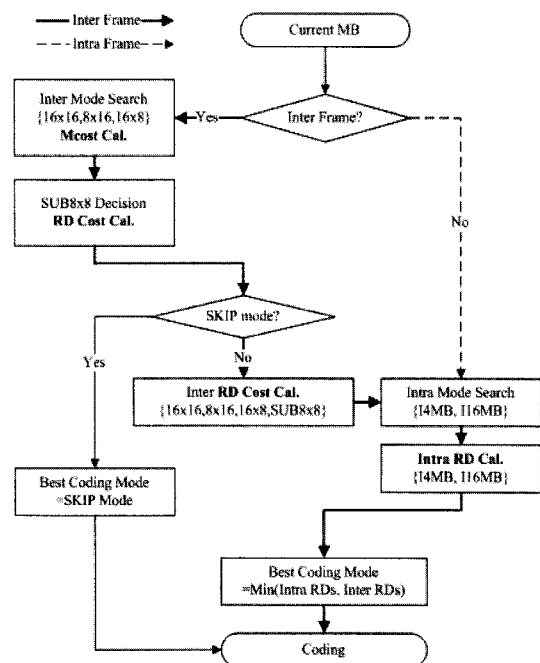 Inter Frame
Intra Frame
Current MB
Inter Mode Search
{16x16,8x16,16x8}
Mcost Cal.
Yes
Inter Frame?
SUB8x8 Decision
RD Cost Cal.
No
SKIP mode?
Yes
No
Inter RD Cost Cal.
{16x16,8x16,16x8,SUB8x8}
Intra Mode Search
{I4MB, I16MB}
Intra RD Cal.
{I4MB, I16MB}
Best Coding Mode
=SKIP Mode
Best Coding Mode
=Min(Intra RDs, Inter RDs)
Coding